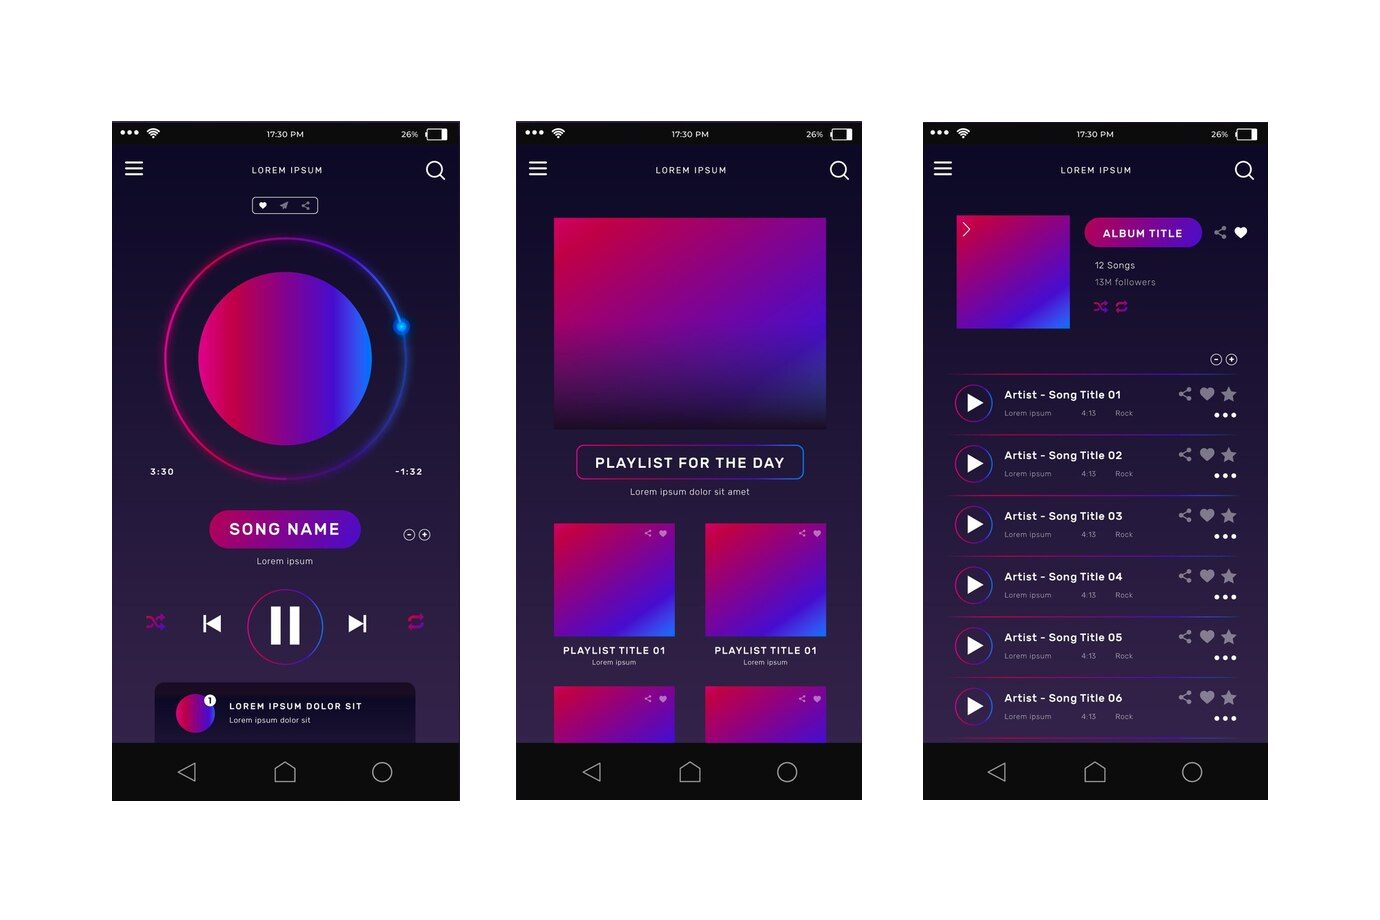 17:30 PM 26%
LOREM IPSUM
3:30 -1:32
SONG NAME
Lorem ipsum
1
LOREM IPSUM DOLOR SIT
Lorem ipsum dolor sit
17:30 PM 26%
LOREM IPSUM
PLAYLIST FOR THE DAY
Lorem ipsum dolor sit amet
PLAYLIST TITLE 01 PLAYLIST TITLE 01
Lorem ipsum Lorem ipsum
17:30 PM 26%
LOREM IPSUM
ALBUM TITLE
12 Songs
13M followers
Artist - Song Title 01
Lorem ipsum 4:13 Rock
Artist - Song Title 02
Lorem ipsum 4:13 Rock
Artist - Song Title 03
Lorem ipsum 4:13 Rock
Artist - Song Title 04
Lorem ipsum 4:13 Rock
Artist - Song Title 05
Lorem ipsum 4:13 Rock
Artist - Song Title 06
Lorem ipsum 4:13 Rock